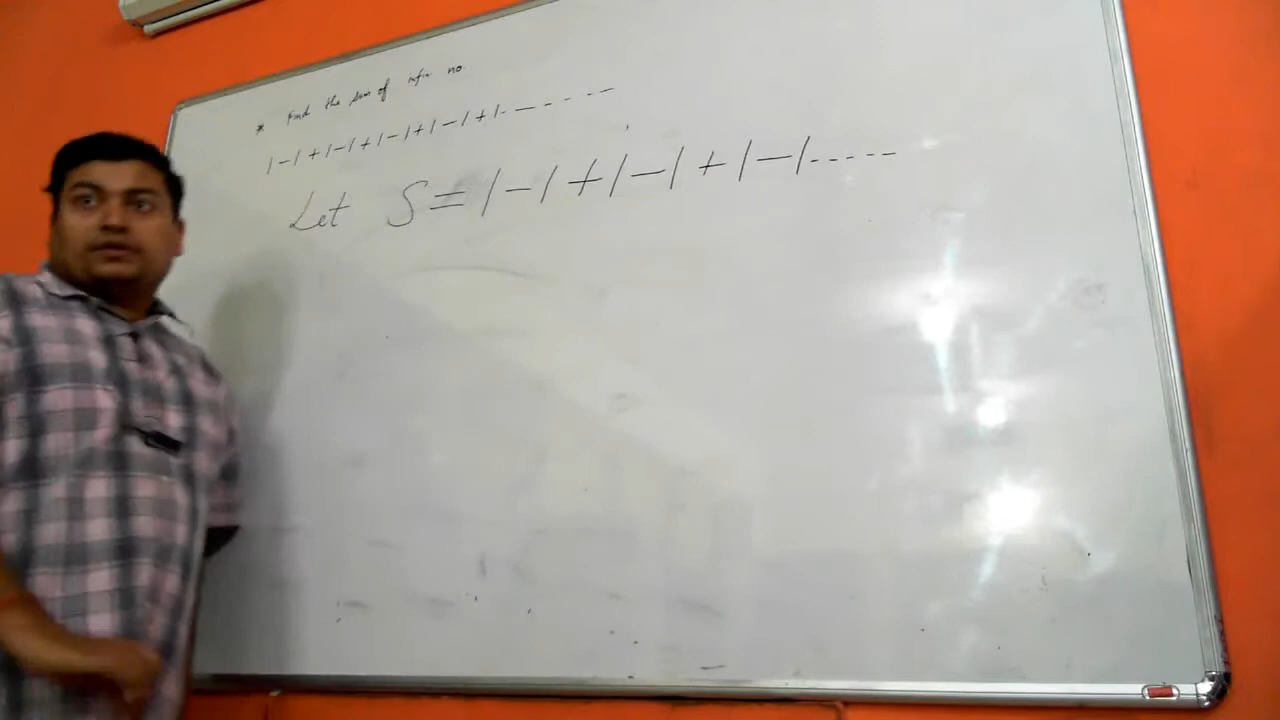 * Find the sum of infin no.
1-1+1-1+1-1+1-1+1-------
Let S=1-1+1-1+1-1-----